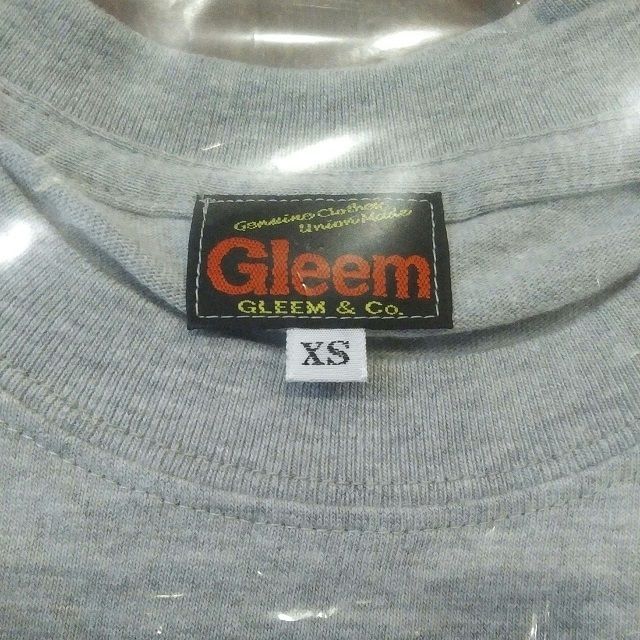 Genuine Clothes
Union Made
Gleem
GLEEM & Co.
XS